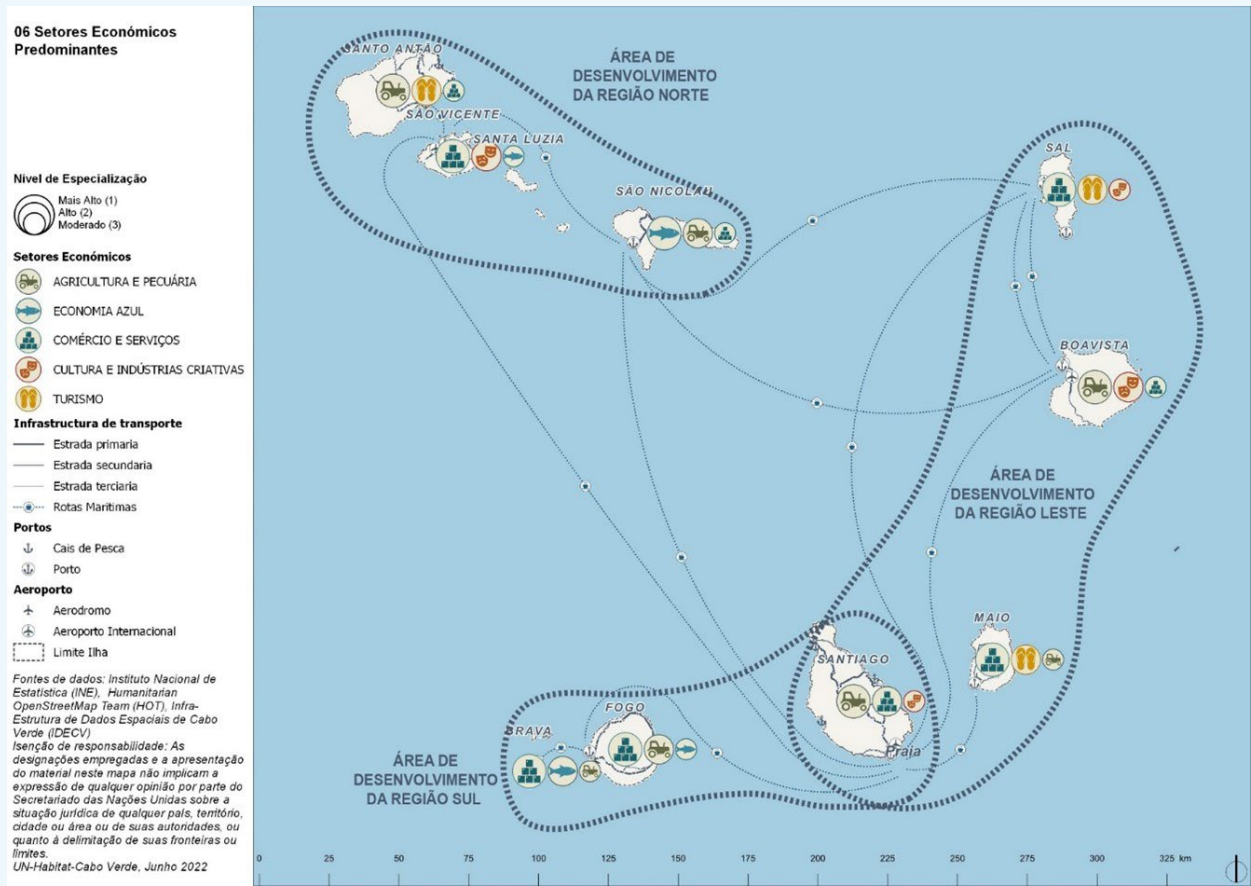 06 Setores Económicos
Predominantes
Nível de Especialização
Mais Alto (1)
Alto (2)
Moderado (3)
Setores Económicos
AGRICULTURA E PECUÁRIA
ECONOMIA AZUL
COMÉRCIO E SERVIÇOS
CULTURA E INDÚSTRIAS CRIATIVAS
TURISMO
Infrastructura de transporte
Estrada primaria
Estrada secundaria
Estrada terciaria
Rotas Maritimas
Portos
Cais de Pesca
Porto
Aeroporto
Aerodromo
Aeroporto Internacional
Limite Ilha
Fontes de dados: Instituto Nacional de
Estatística (INE), Humanitarian
OpenStreetMap Team (HOT), Infra-
Estrutura de Dados Espaciais de Cabo
Verde (IDECV)
Isenção de responsabilidade: As
designações empregadas e a apresentação
do material neste mapa não implicam a
expressão de qualquer opinião por parte do
Secretariado das Nações Unidas sobre a
situação jurídica de qualquer país, território,
cidade ou área ou de suas autoridades, ou
quanto à delimitação de suas fronteiras ou
limites.
UN-Habitat-Cabo Verde, Junho 2022
SANTO ANTÃO
ÁREA DE
DESENVOLVIMENTO
DA REGIÃO NORTE
SÃO VICENTE
SANTA LUZIA
SÃO NICOLAU
SAL
BOAVISTA
ÁREA DE
DESENVOLVIMENTO
DA REGIÃO LESTE
MAIO
SANTIAGO
Praia
FOGO
BRAVA
ÁREA DE
DESENVOLVIMENTO
DA REGIÃO SUL
0 25 50 75 100 125 150 175 200 225 250 275 300 325 km